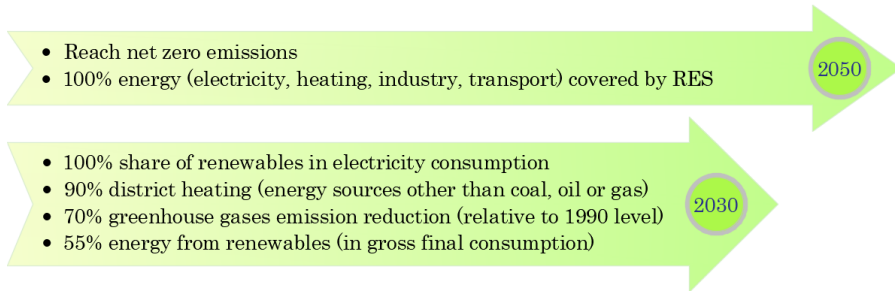 • Reach net zero emissions
• 100% energy (electricity, heating, industry, transport) covered by RES
2050
• 100% share of renewables in electricity consumption
• 90% district heating (energy sources other than coal, oil or gas)
• 70% greenhouse gases emission reduction (relative to 1990 level)
• 55% energy from renewables (in gross final consumption)
2030